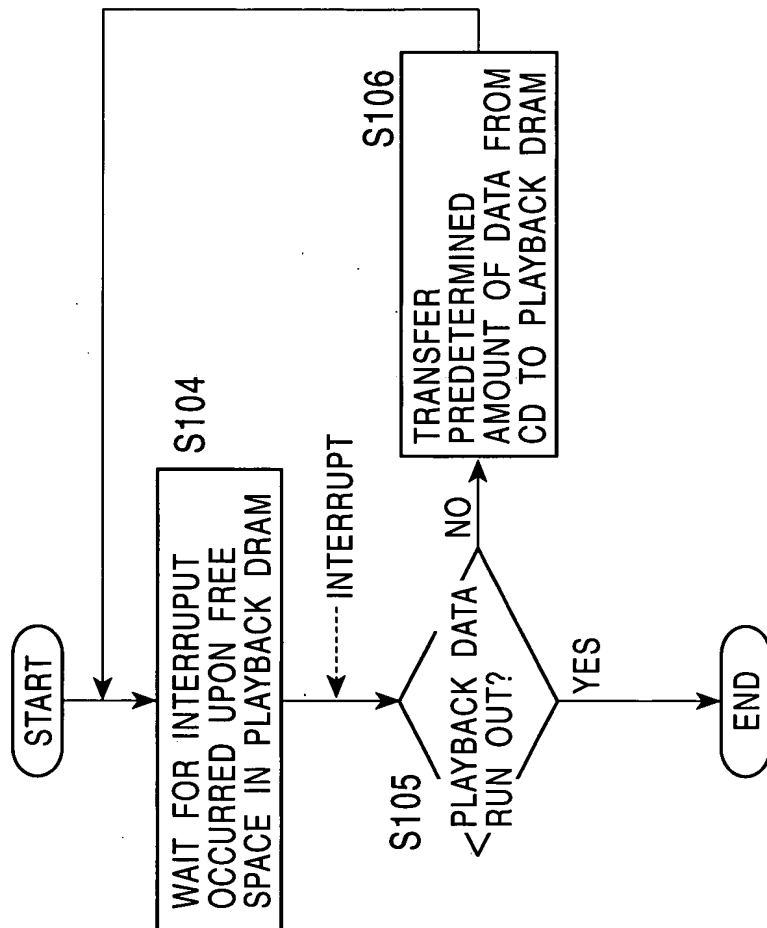 START
S104
WAIT FOR INTERRUPUT
OCCURRED UPON FREE
SPACE IN PLAYBACK DRAM
INTERRUPT
S105
PLAYBACK DATA
RUN OUT?
NO
S106
TRANSFER
PREDETERMINED
AMOUNT OF DATA FROM
CD TO PLAYBACK DRAM
YES
END